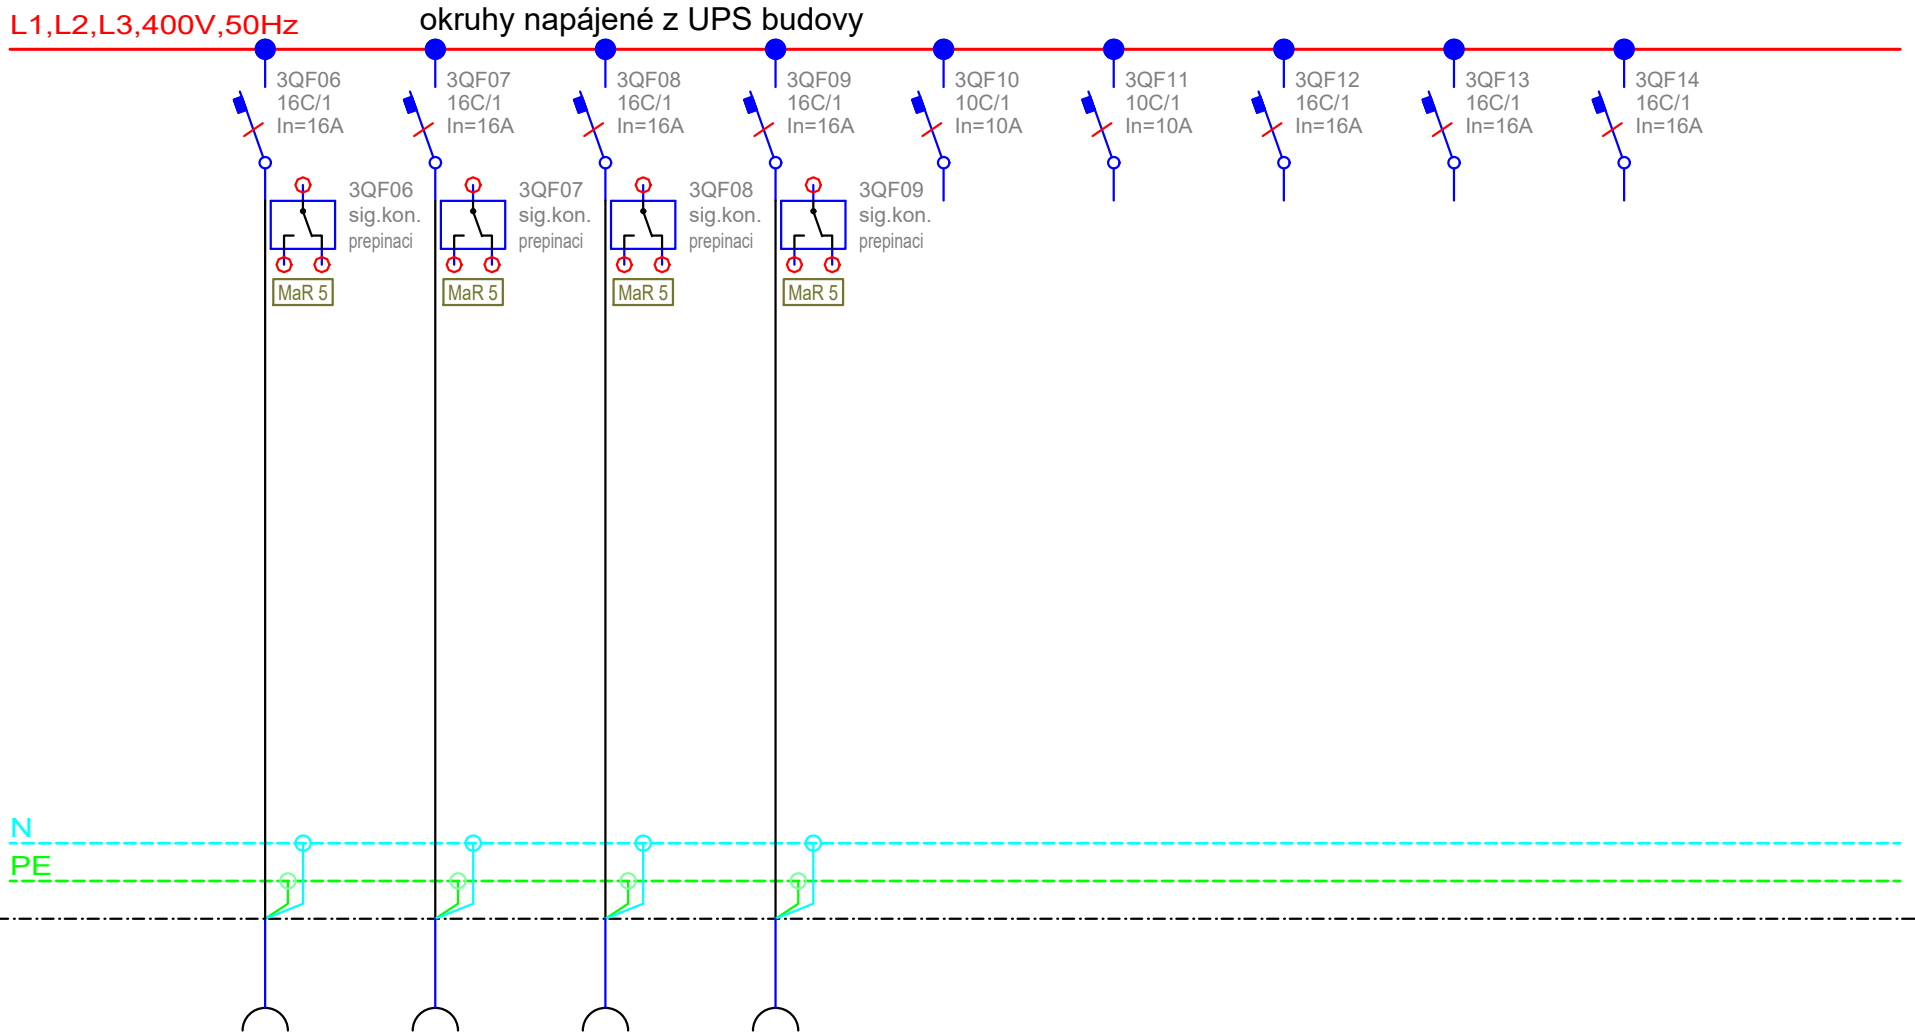 L1,L2,L3,400V,50Hz
okruhy napájené z UPS budovy
3QF06
16C/1
In=16A
3QF07
16C/1
In=16A
3QF08
16C/1
In=16A
3QF09
16C/1
In=16A
3QF10
10C/1
In=10A
3QF11
10C/1
In=10A
3QF12
16C/1
In=16A
3QF13
16C/1
In=16A
3QF14
16C/1
In=16A
3QF06
sig.kon.
prepinaci
MaR 5
3QF07
sig.kon.
prepinaci
MaR 5
3QF08
sig.kon.
prepinaci
MaR 5
3QF09
sig.kon.
prepinaci
MaR 5
N
PE